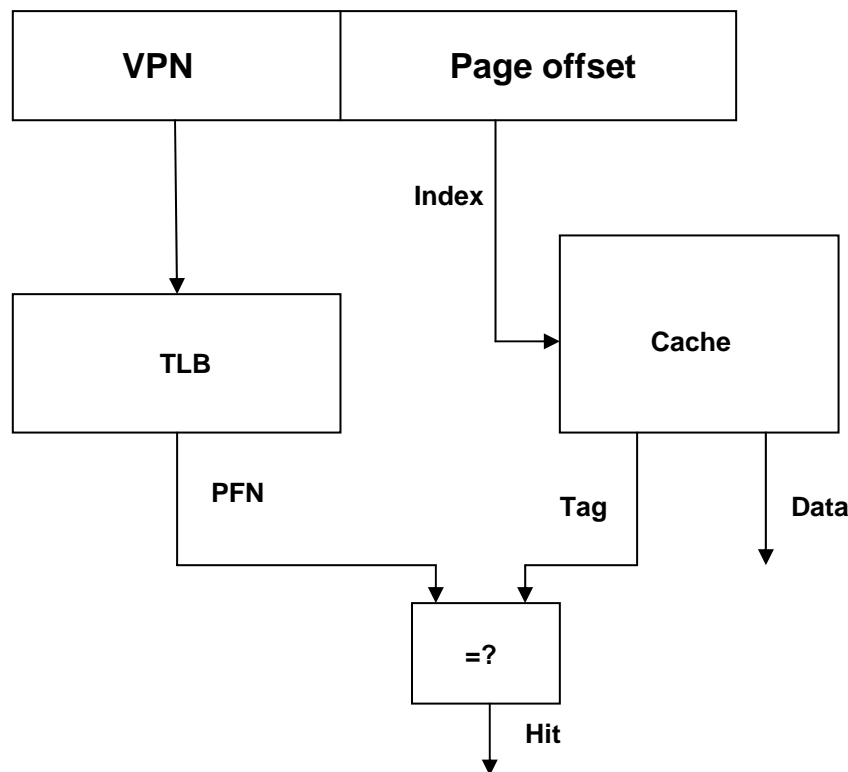 VPN
Page offset
Index
TLB
Cache
PFN
Tag
Data
=?
Hit